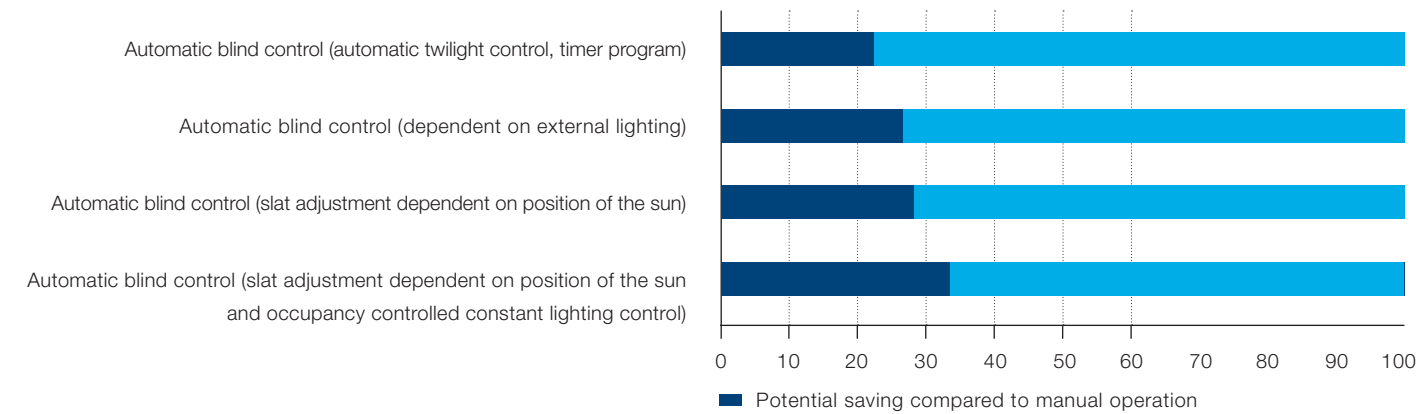 Automatic blind control (automatic twilight control, timer program)
Automatic blind control (dependent on external lighting)
Automatic blind control (slat adjustment dependent on position of the sun)
Automatic blind control (slat adjustment dependent on position of the sun
and occupancy controlled constant lighting control)
0 10 20 30 40 50 60 70 80 90 100
Potential saving compared to manual operation